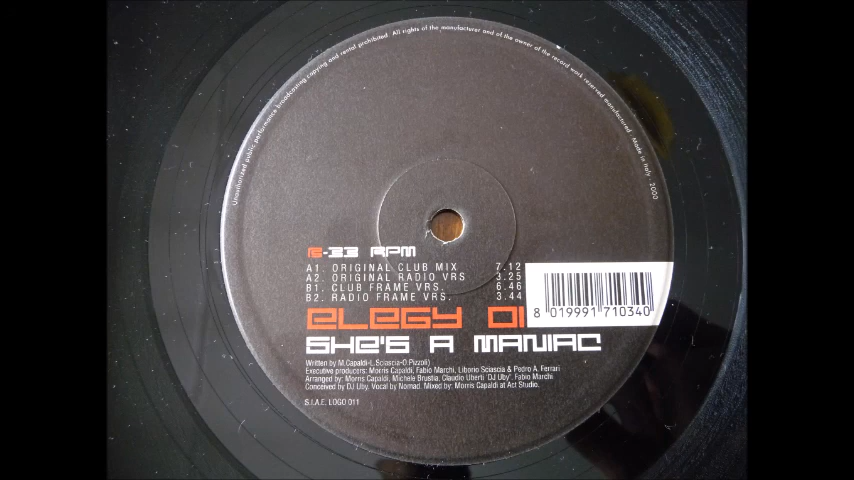 Unauthorized public performance broadcasting copying and rental prohibited. All rights of the manufacturer and of the owner of the record work reserved manufactured. Made in Italy - 2000
B-33 RPM
A1. ORIGINAL CLUB MIX 7.12
A2. ORIGINAL RADIO VRS 3.25
B1. CLUB FRAME VRS. 6.46
B2. RADIO FRAME VRS. 3.44
ELEGY 01
8 019991 710340
SHE'S A MANIAC
Written by M.Capaldi-L.Sciascia-O.Pizzoli)
Executive producers: Morris Capaldi, Fabio Marchi, Liborio Sciascia & Pedro A. Ferrari
Arranged by: Morris Capaldi, Michele Brustia, Claudio Uberti "DJ Uby", Fabio Marchi
Conceived by DJ Uby. Vocal by Nomad. Mixed by: Morris Capaldi at Act Studio.
S.I.A.E. LOGO 011